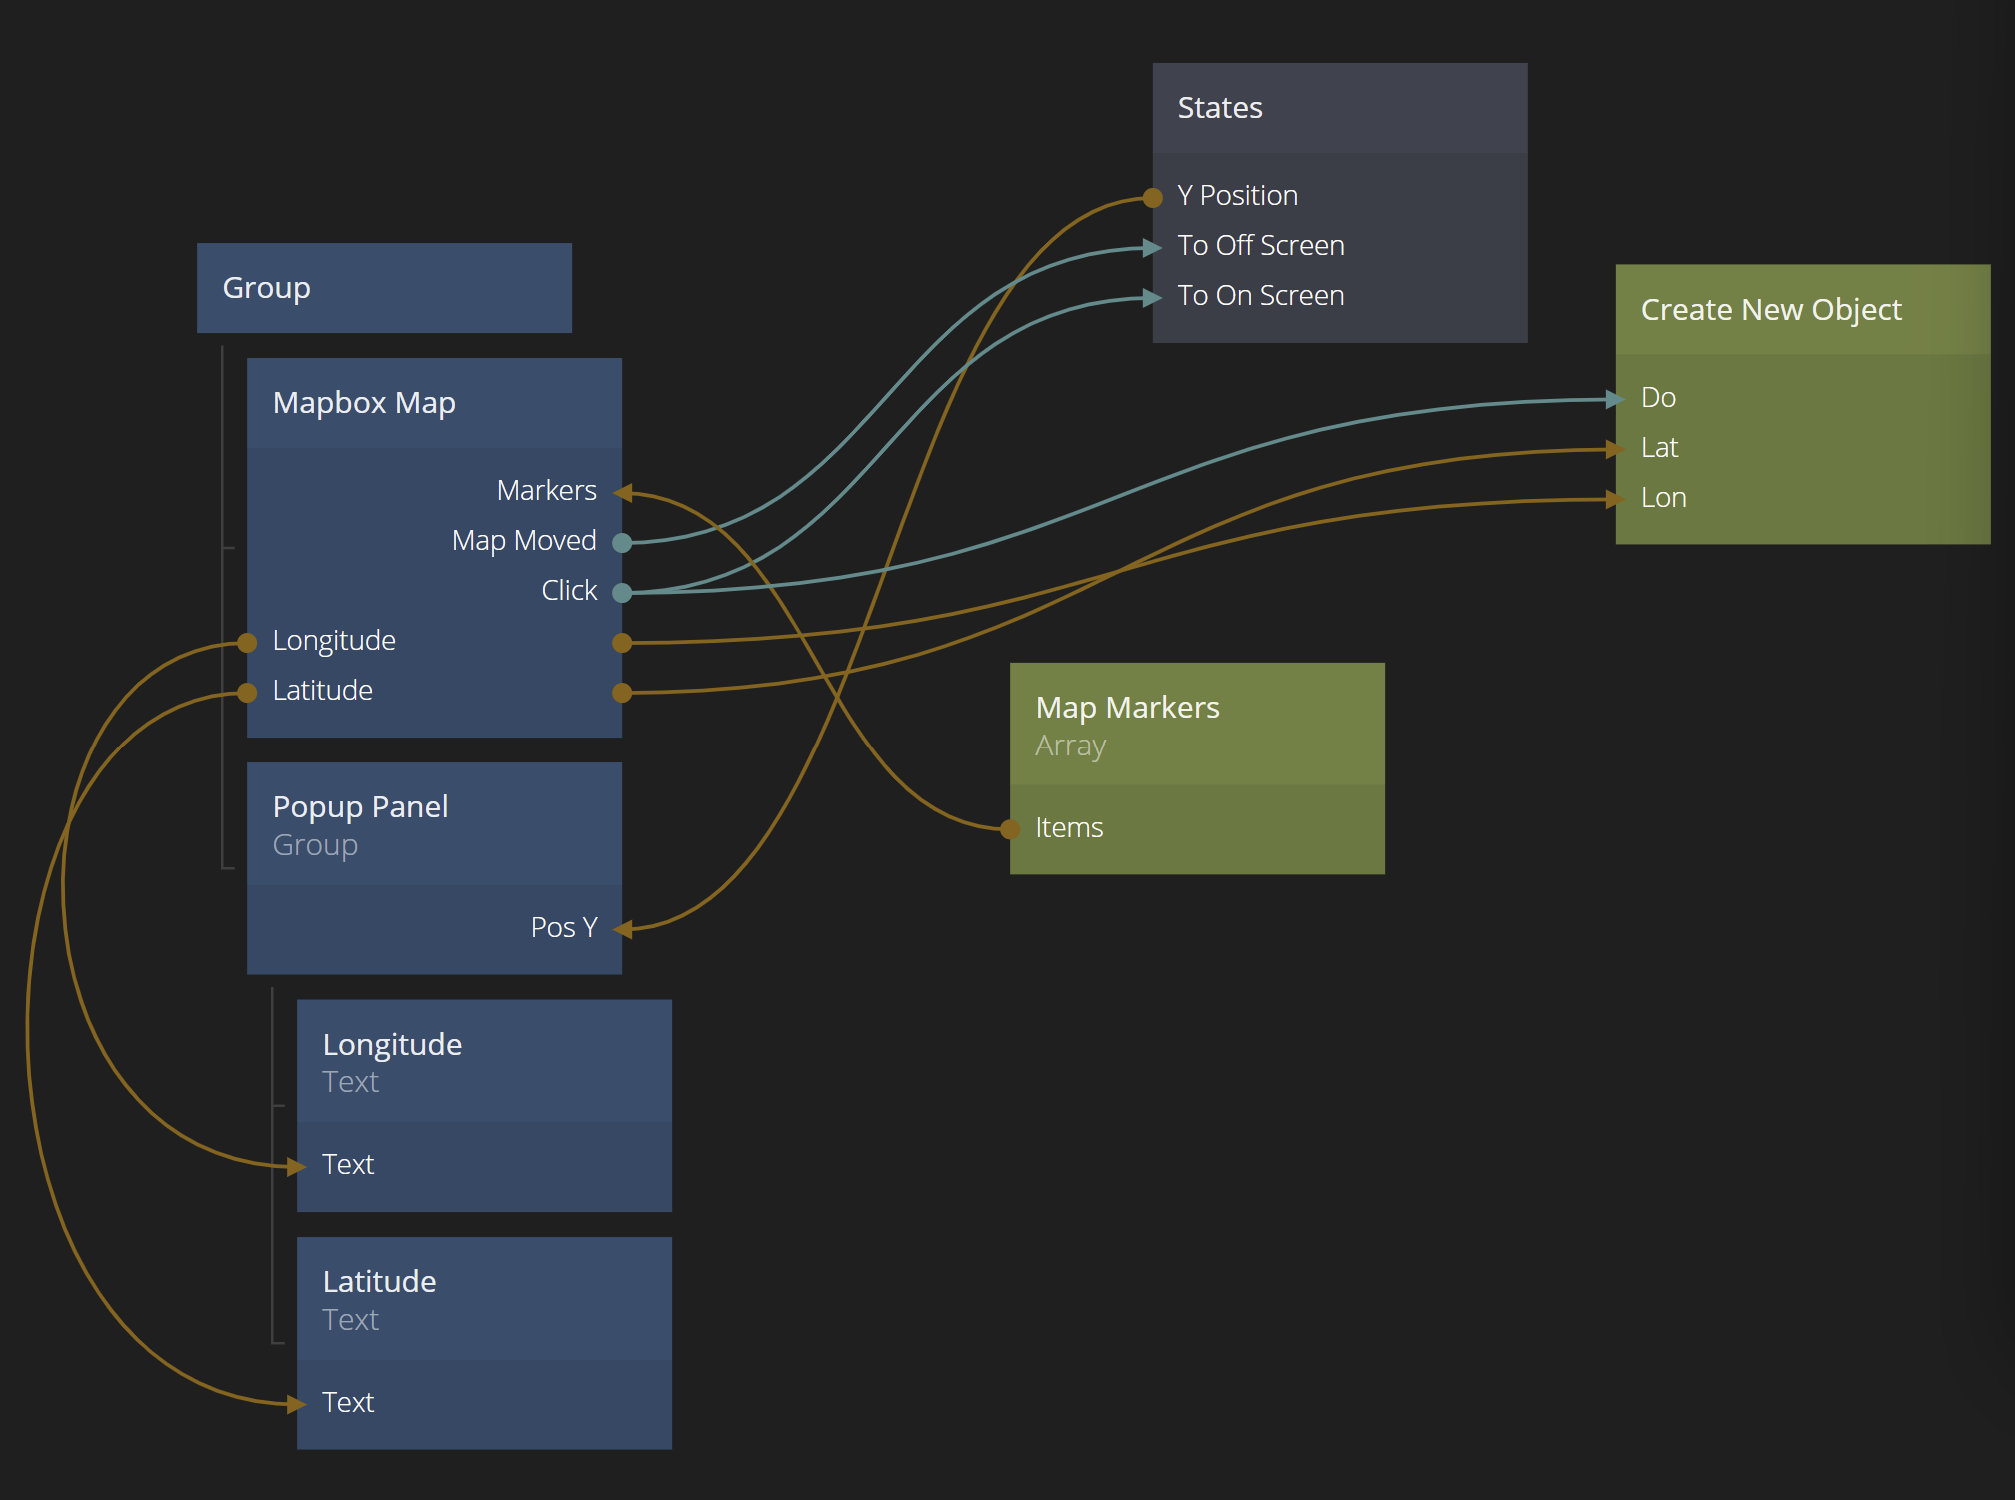 Group
Mapbox Map
Markers
Map Moved
Click
Longitude
Latitude
Popup Panel
Group
Pos Y
Longitude
Text
Text
Latitude
Text
Text
States
Y Position
To Off Screen
To On Screen
Map Markers
Array
Items
Create New Object
Do
Lat
Lon